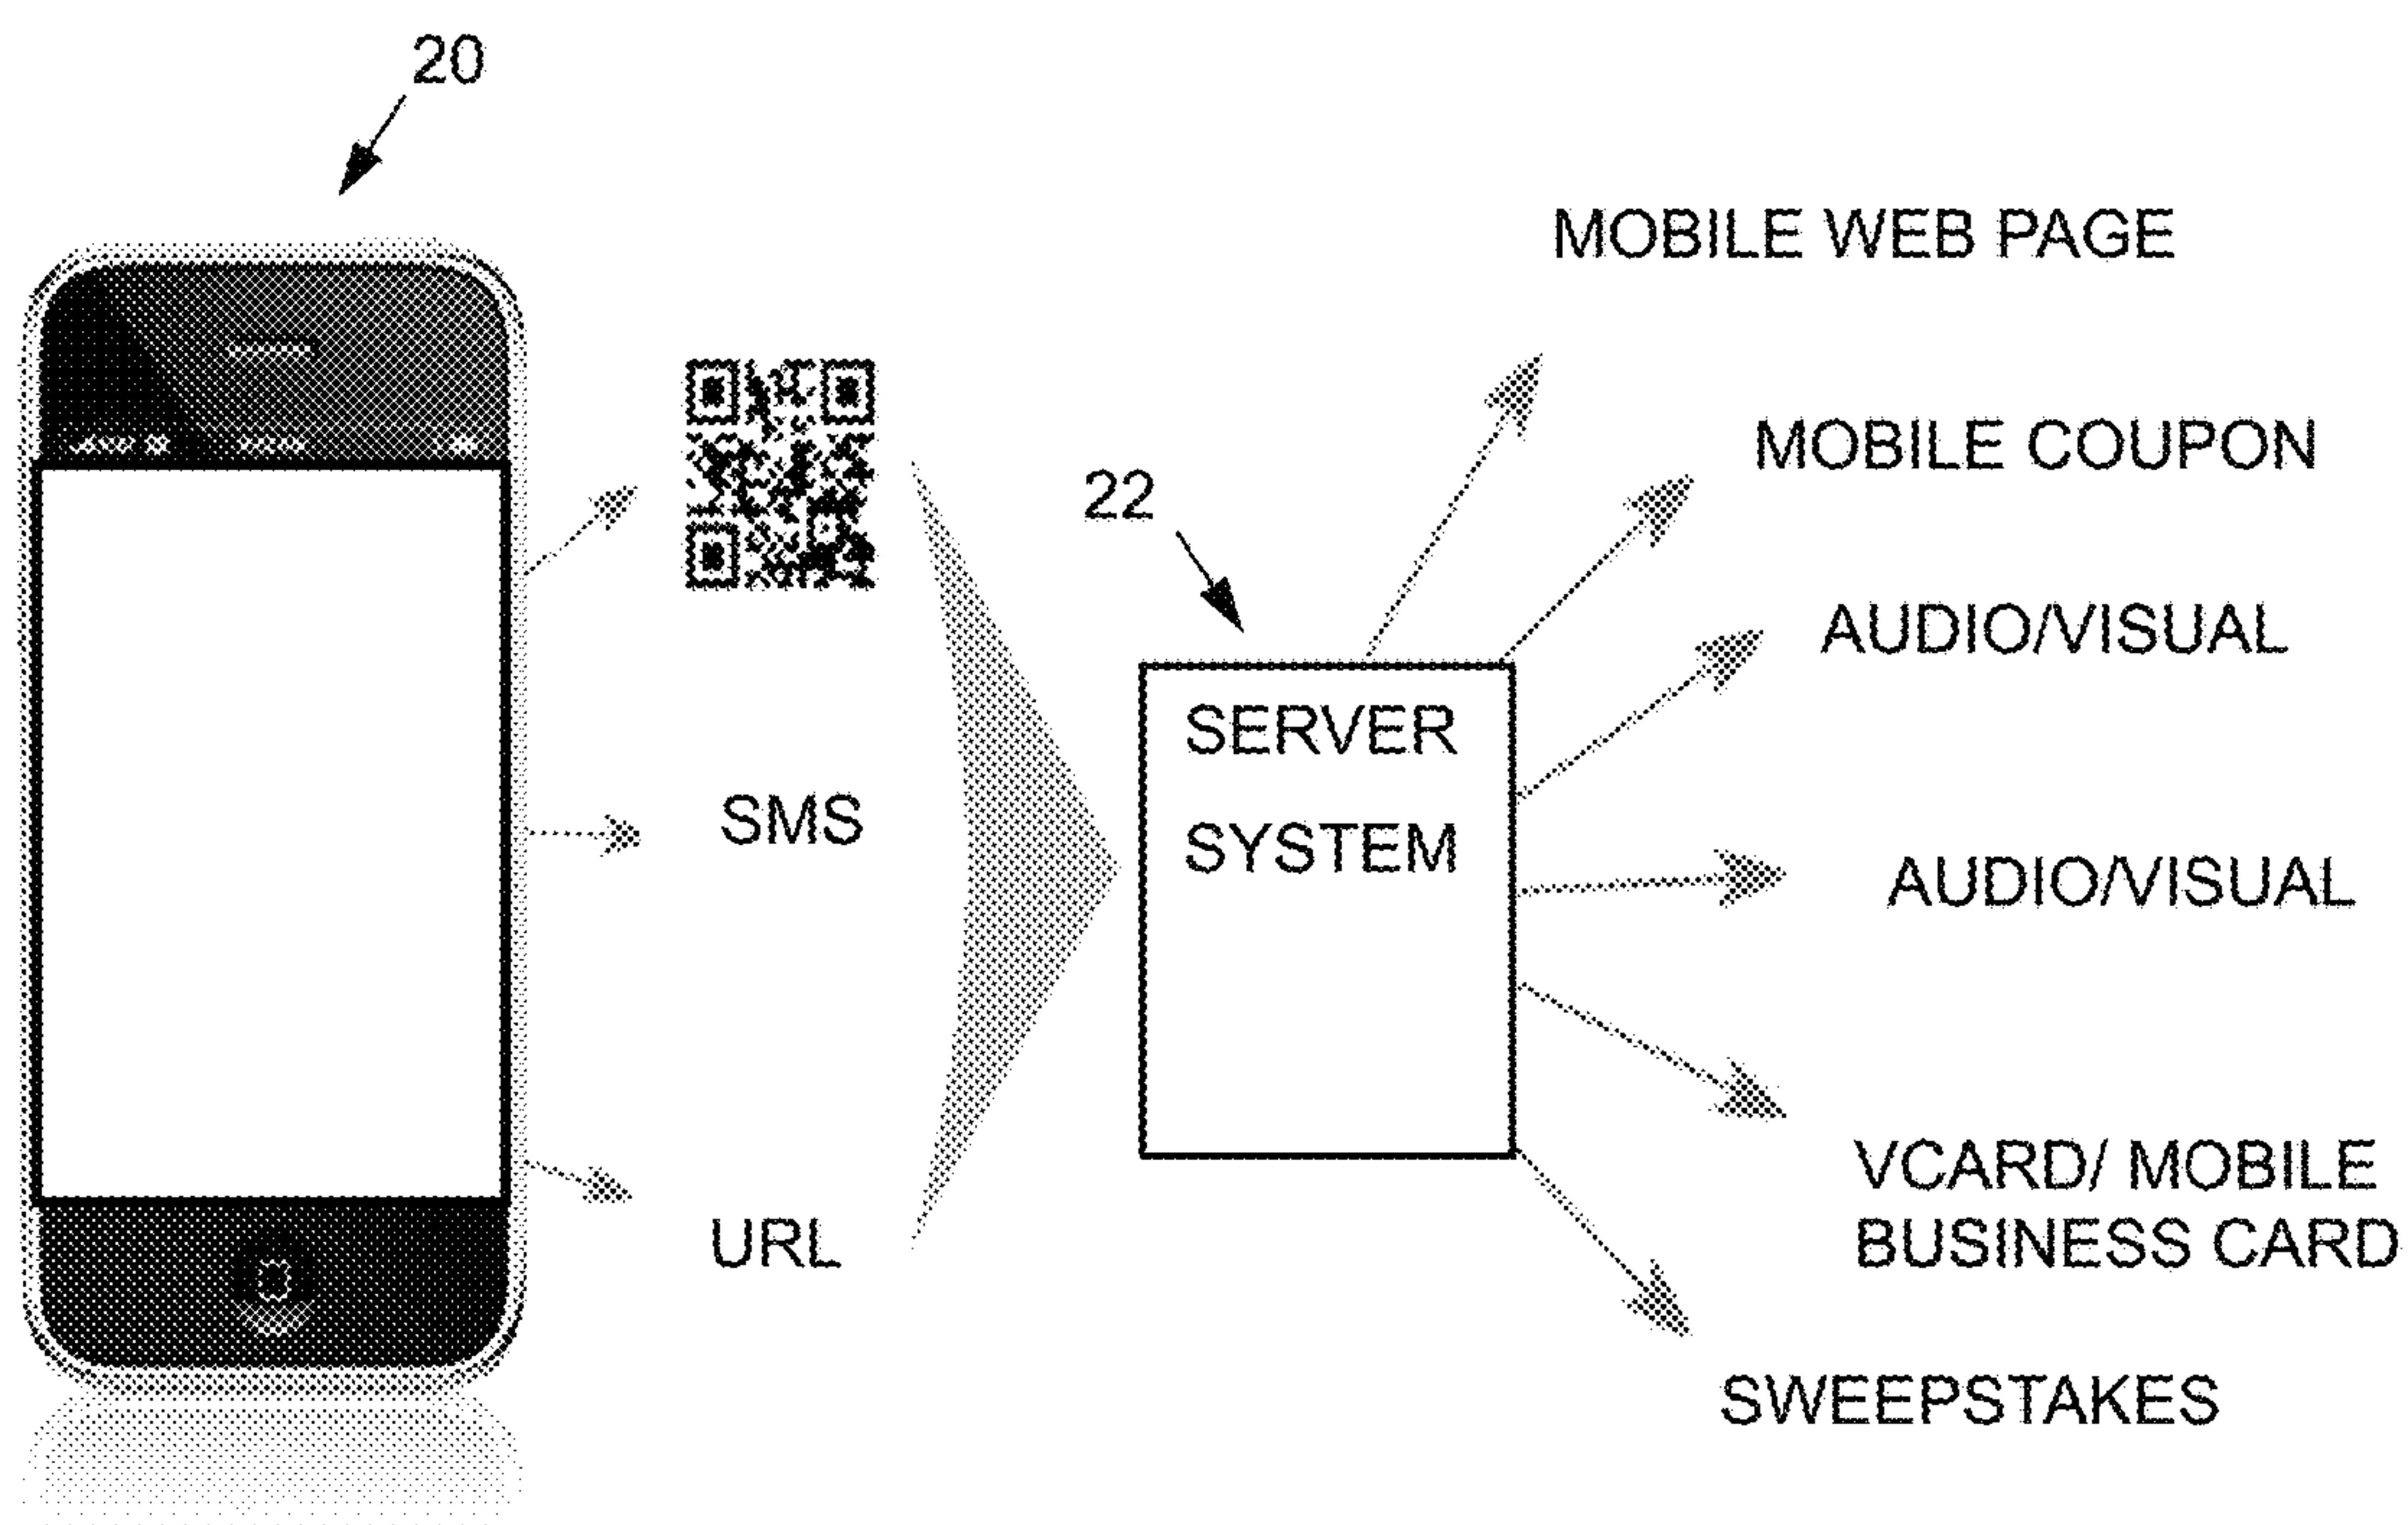 20
MOBILE WEB PAGE
MOBILE COUPON
22
AUDIO/VISUAL
SERVER
SYSTEM
SMS
AUDIO/VISUAL
VCARD/ MOBILE
BUSINESS CARD
URL
SWEEPSTAKES